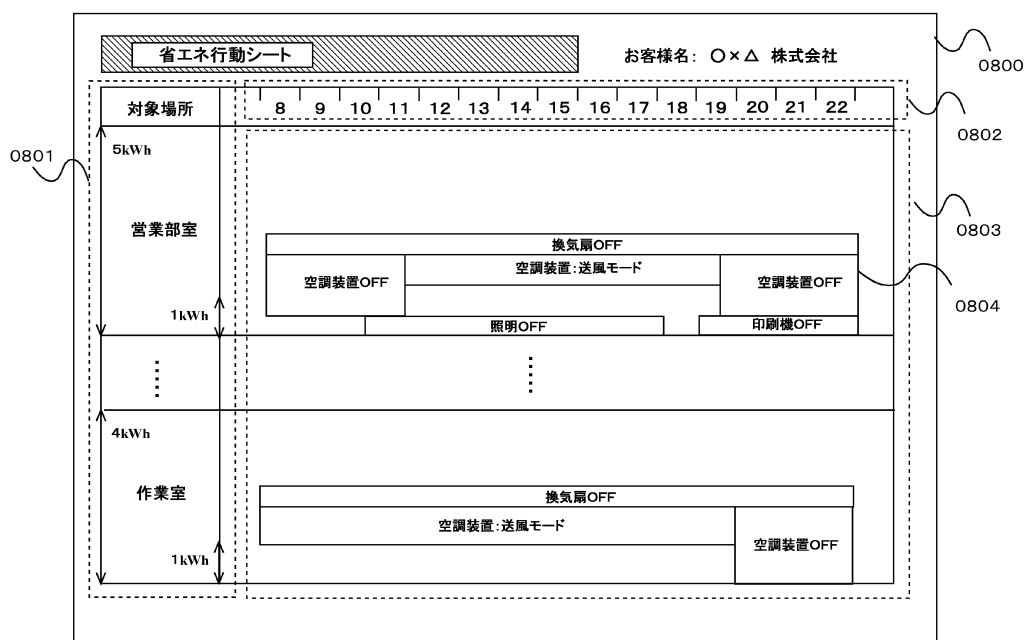 省エネ行動シート
お客様名: ○×△ 株式会社
0800
対象場所
8 9 10 11 12 13 14 15 16 17 18 19 20 21 22
0802
0801
5kWh
営業部室
0803
換気扇OFF
空調装置OFF
空調装置:送風モード
空調装置OFF
0804
1kWh
照明OFF
印刷機OFF
4kWh
作業室
換気扇OFF
空調装置:送風モード
空調装置OFF
1kWh